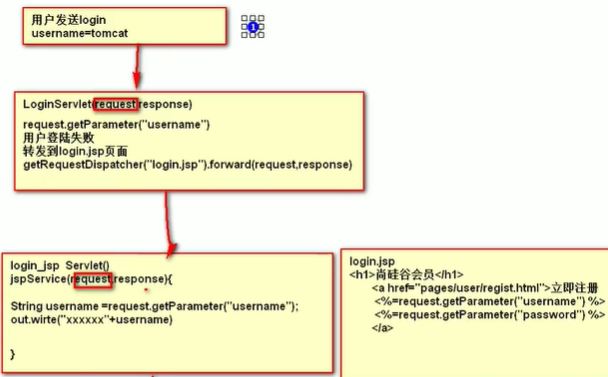 用户发送login
username=tomcat
1
LoginServlet(request,response)
request.getParameter("username")
用户登陆失败
转发到login.jsp页面
getRequestDispatcher("login.jsp").forward(request,response)
login_jsp Servlet()
jspService(request,response){
String username =request.getParameter("username");
out.wirte("xxxxxx"+username)
}
login.jsp
<h1>尚硅谷会员</h1>
<a href="pages/user/regist.html">立即注册
<%=request.getParameter("username") %>
<%=request.getParameter("password") %>
</a>